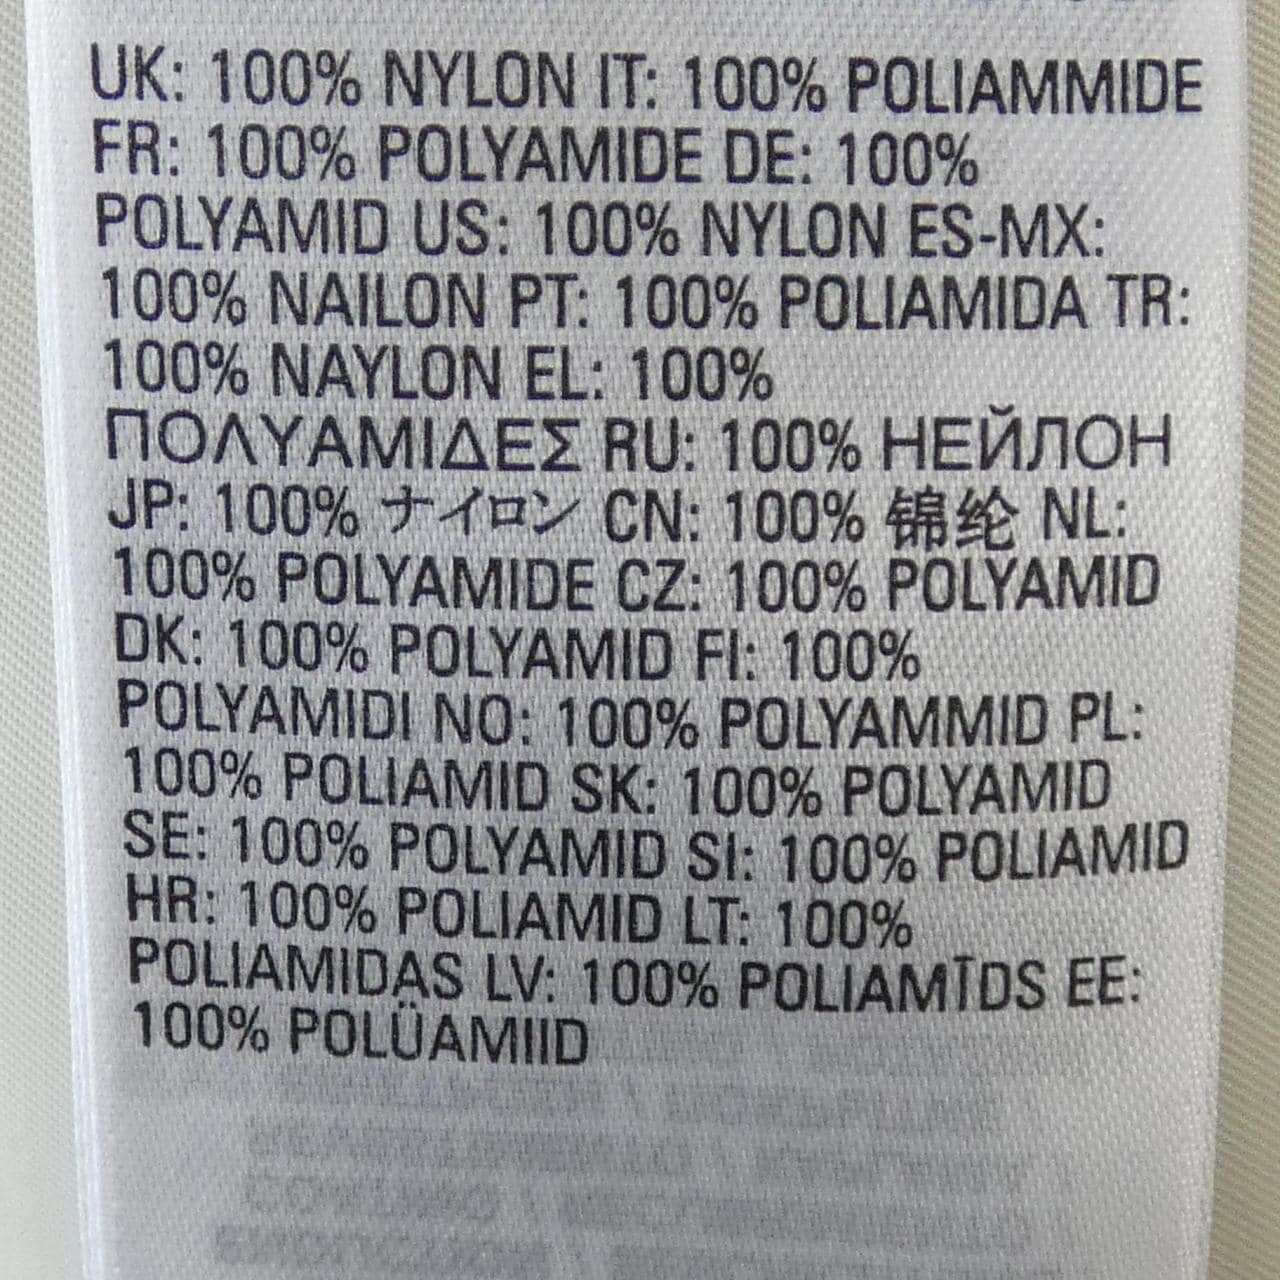 UK: 100% NYLON IT: 100% POLIAMMIDE
FR: 100% POLYAMIDE DE: 100%
POLYAMID US: 100% NYLON ES-MX:
100% NAILON PT: 100% POLIAMIDA TR:
100% NAYLON EL: 100%
ΠΟΛΥΑΜΙΔΕΣ RU: 100% НЕЙЛОН
JP: 100% ナイロン CN: 100% 锦纶 NL:
100% POLYAMIDE CZ: 100% POLYAMID
DK: 100% POLYAMID FI: 100%
POLYAMIDI NO: 100% POLYAMMID PL:
100% POLIAMID SK: 100% POLYAMID
SE: 100% POLYAMID SI: 100% POLIAMID
HR: 100% POLIAMID LT: 100%
POLIAMIDAS LV: 100% POLIAMĪDS EE:
100% POLÜAMIID